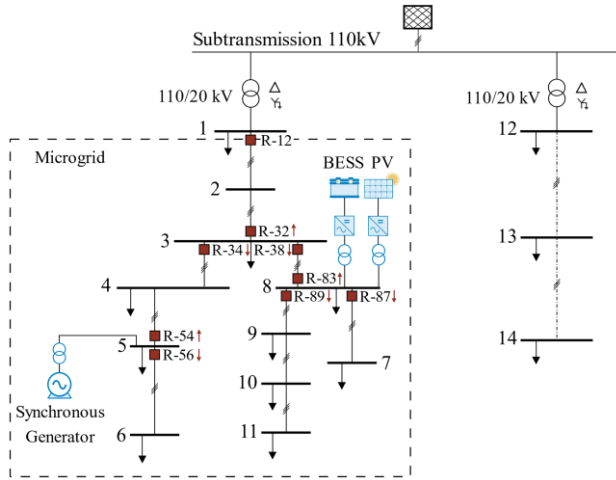 Subtransmission 110kV
110/20 kV
Δ
Y
110/20 kV
Δ
Y
1
R-12
12
Microgrid
BESS PV
2
R-32↑
3
R-34↓ R-38↓
13
R-83↑
4
8
R-89↓ R-87↓
R-54↑
5
R-56↓
9
7
14
10
Synchronous
Generator
6
11